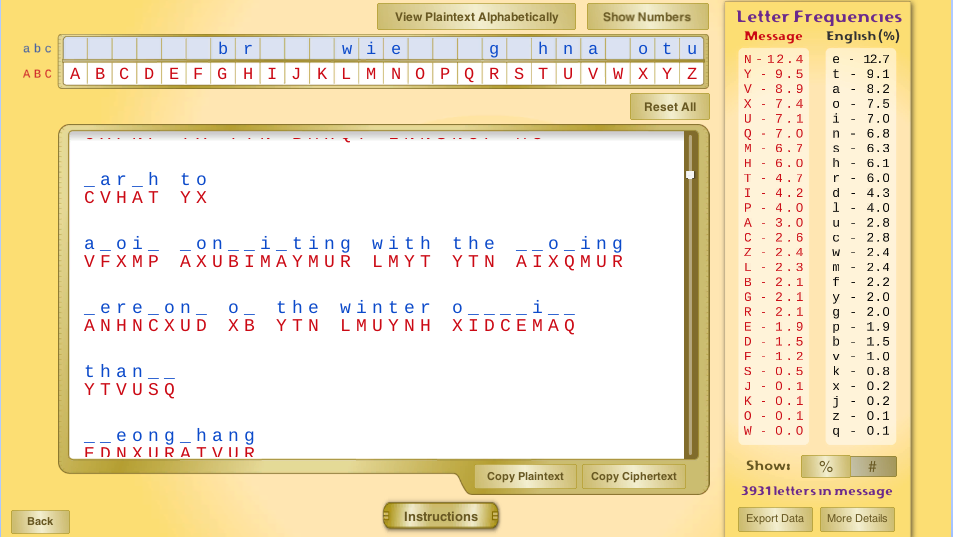 View Plaintext Alphabetically
Show Numbers
a b c
b r w i e g h n a o t u
A B C
A B C D E F G H I J K L M N O P Q R S T U V W X Y Z
Reset All
_ar_h to
CVHAT YX
a_oi_ _on__i_ting with the __o_ing
VFXMP AXUBIMAYMUR LMYT YTN AIXQMUR
_ere_on_ o_ the winter o____i__
ANHNCXUD XB YTN LMUYNH XIDCEMAQ
than__
YTVUSQ
__eong_hang
EDNXURATVUR
Copy Plaintext
Copy Ciphertext
Instructions
Back
Letter Frequencies
Message English (%)
N - 12.4 e - 12.7
Y - 9.5 t - 9.1
V - 8.9 a - 8.2
X - 7.4 o - 7.5
U - 7.1 i - 7.0
Q - 7.0 n - 6.8
M - 6.7 s - 6.3
H - 6.0 h - 6.1
T - 4.7 r - 6.0
I - 4.2 d - 4.3
P - 4.0 l - 4.0
A - 3.0 u - 2.8
C - 2.6 c - 2.8
Z - 2.4 w - 2.4
L - 2.3 m - 2.4
B - 2.1 f - 2.2
G - 2.1 y - 2.0
R - 2.1 g - 2.0
E - 1.9 p - 1.9
D - 1.5 b - 1.5
F - 1.2 v - 1.0
S - 0.5 k - 0.8
J - 0.1 x - 0.2
K - 0.1 j - 0.2
O - 0.1 z - 0.1
W - 0.0 q - 0.1
Show: % #
3931 letters in message
Export Data
More Details